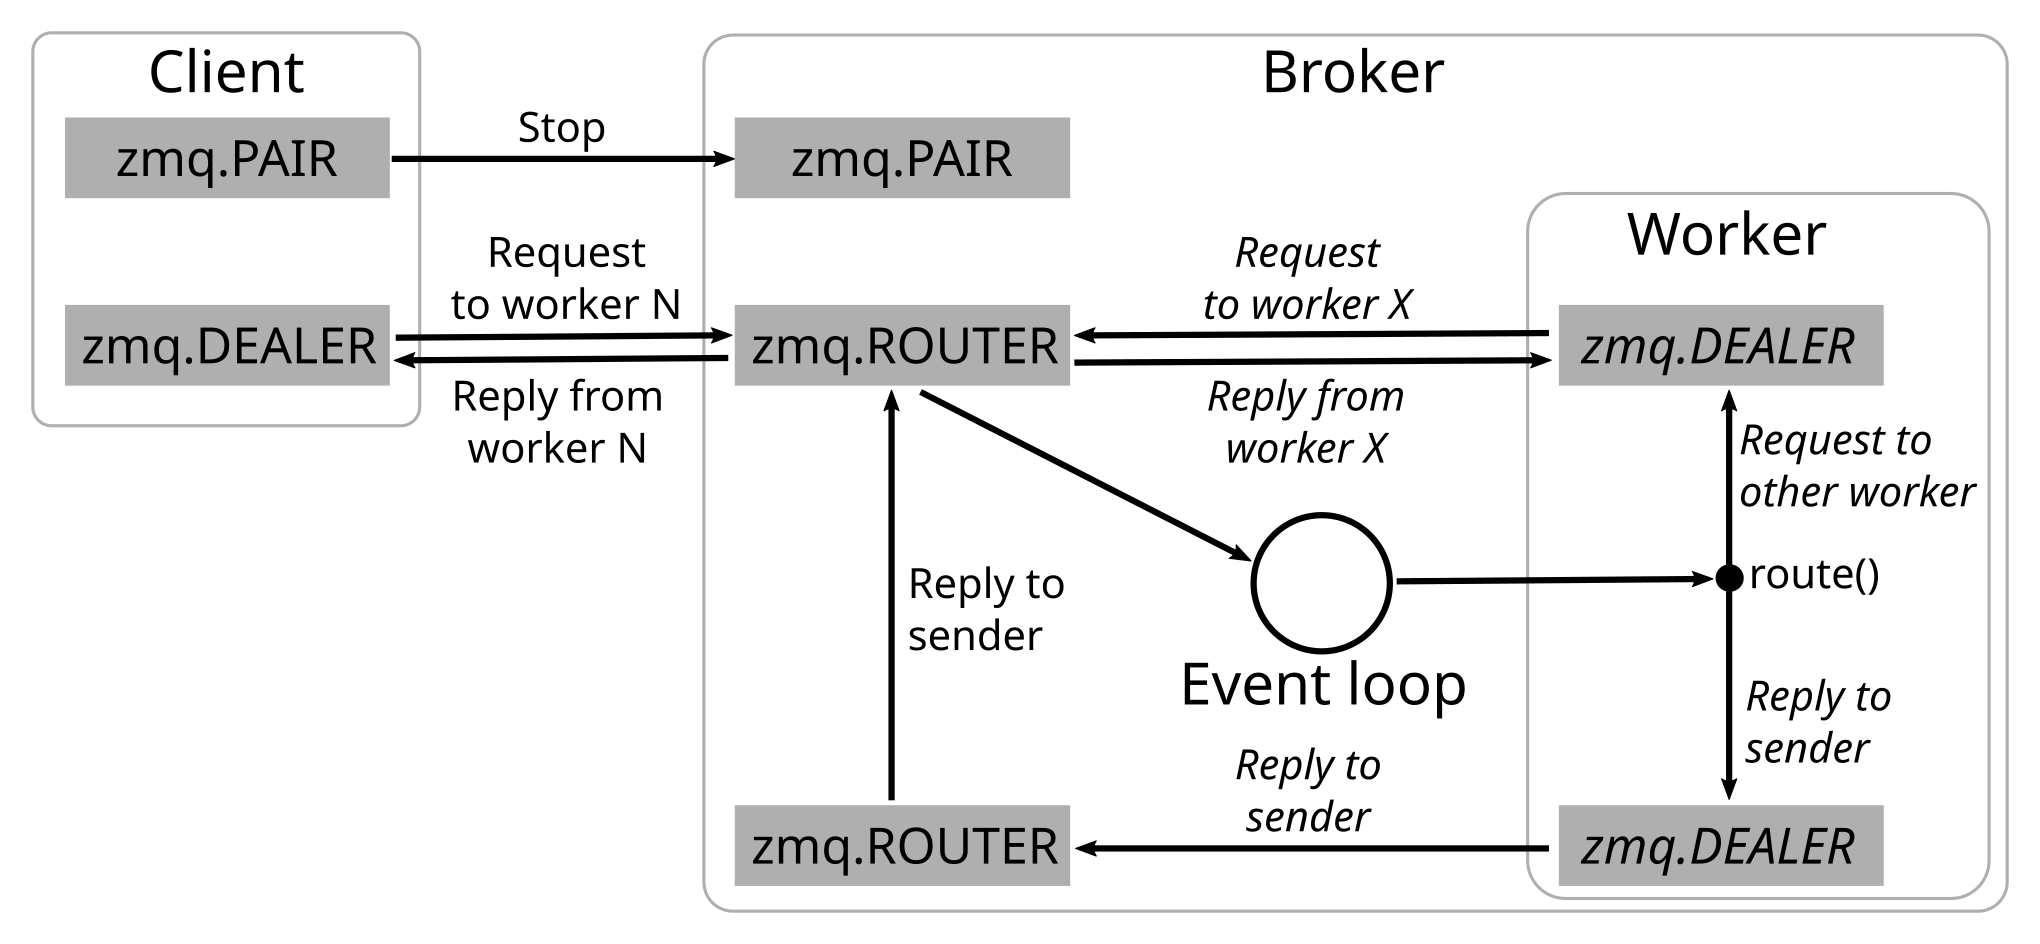 Client
Broker
zmq.PAIR
Stop
zmq.PAIR
Worker
Request
to worker N
Request
to worker X
zmq.DEALER
zmq.ROUTER
zmq.DEALER
Reply from
worker N
Reply from
worker X
Request to
other worker
route()
Reply to
sender
Event loop
Reply to
sender
Reply to
sender
zmq.ROUTER
zmq.DEALER